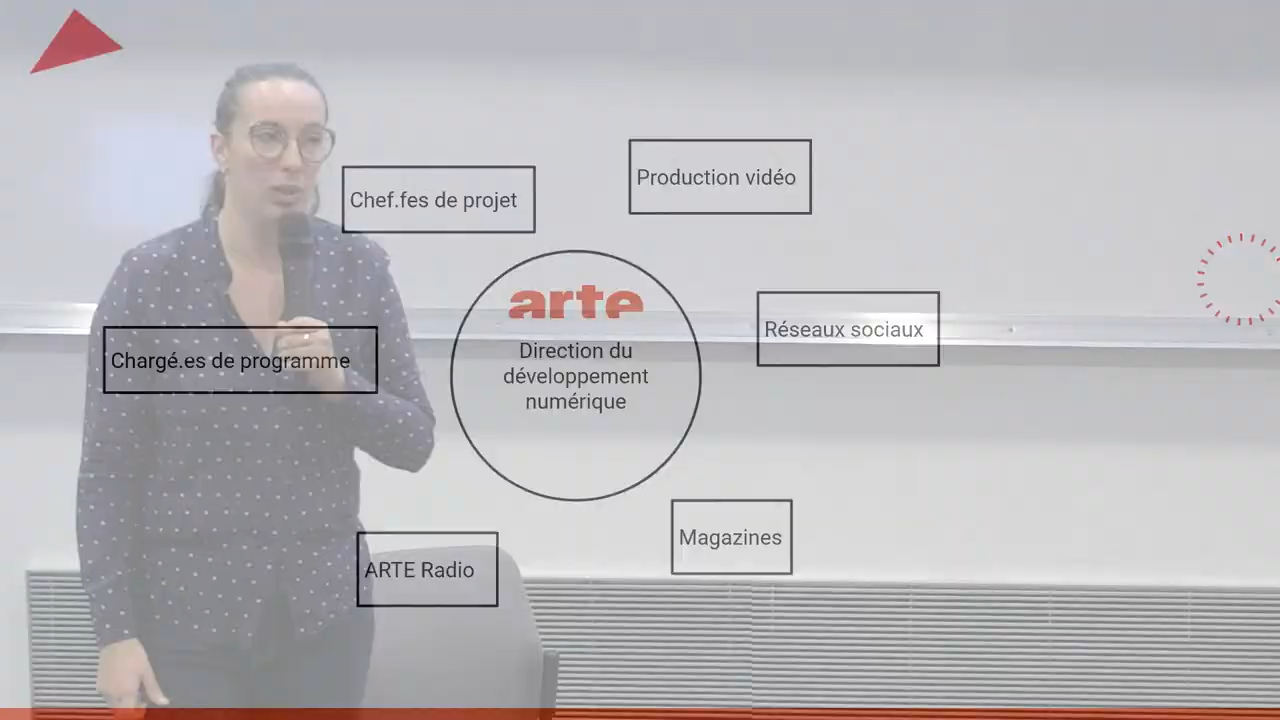 Production vidéo
Chef.fes de projet
arte
Réseaux sociaux
Direction du
développement
numérique
Chargé.es de programme
Magazines
ARTE Radio